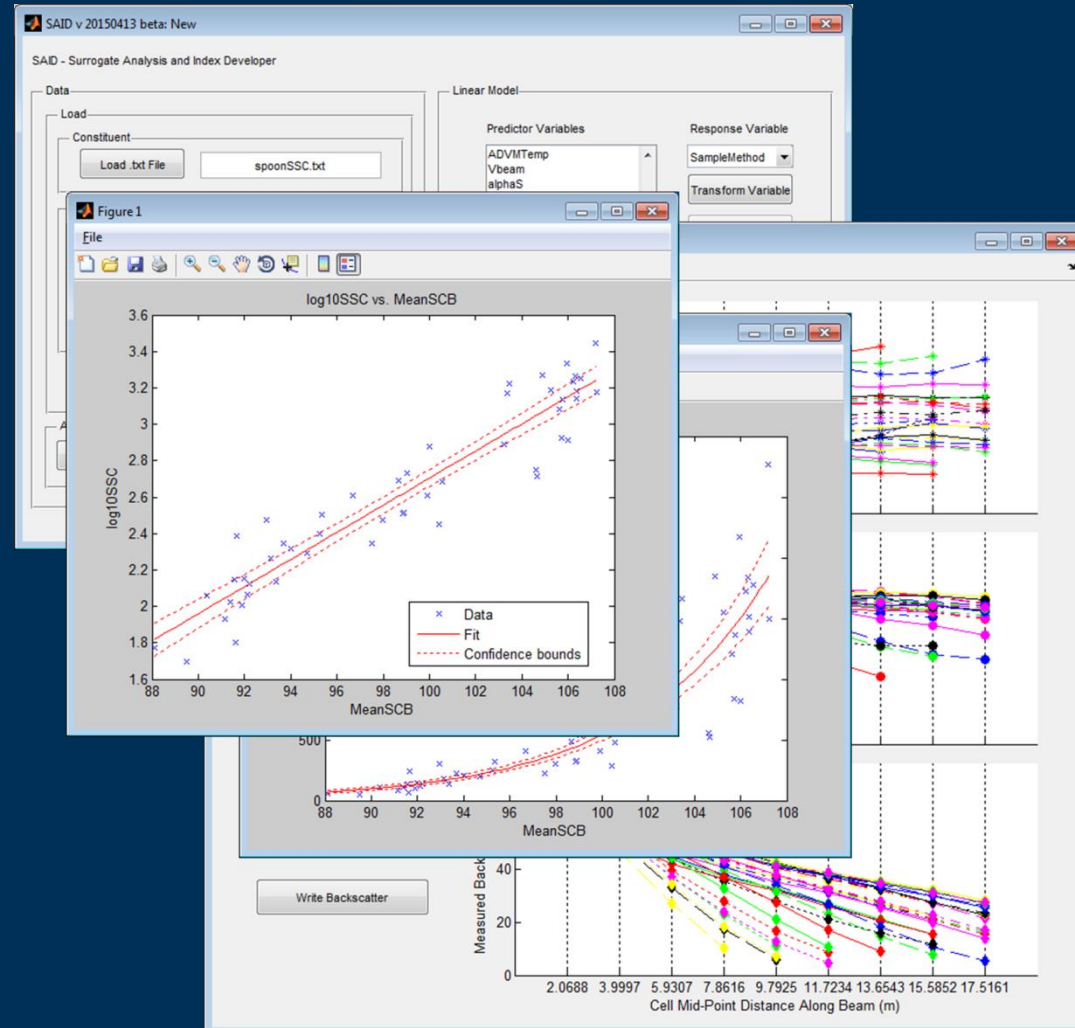 SAID v 20150413 beta: New
SAID - Surrogate Analysis and Index Developer
Data
Load
Constituent
Load .txt File
spoonSSC.txt
Linear Model
Predictor Variables
ADVMTemp
Vbeam
alphaS
Response Variable
SampleMethod
Transform Variable
Figure 1
File
log10SSC vs. MeanSCB
log10SSC
3.6
3.4
3.2
3
2.8
2.6
2.4
2.2
2
1.8
1.6
88 90 92 94 96 98 100 102 104 106 108
MeanSCB
Data
Fit
Confidence bounds
500
0
88 90 92 94 96 98 100 102 104 106 108
MeanSCB
Write Backscatter
Measured Back
40
20
0
2.0688 3.9997 5.9307 7.8616 9.7925 11.7234 13.6543 15.5852 17.5161
Cell Mid-Point Distance Along Beam (m)